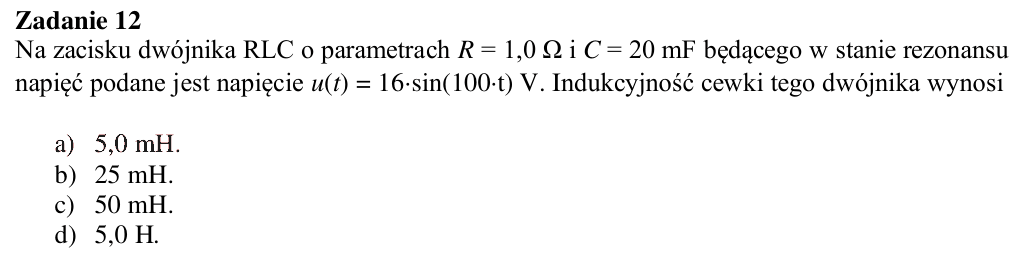 Zadanie 12
Na zacisku dwójnika RLC o parametrach R = 1,0 Ω i C = 20 mF będącego w stanie rezonansu
napięć podane jest napięcie u(t) = 16·sin(100·t) V. Indukcyjność cewki tego dwójnika wynosi
a) 5,0 mH.
b) 25 mH.
c) 50 mH.
d) 5,0 H.